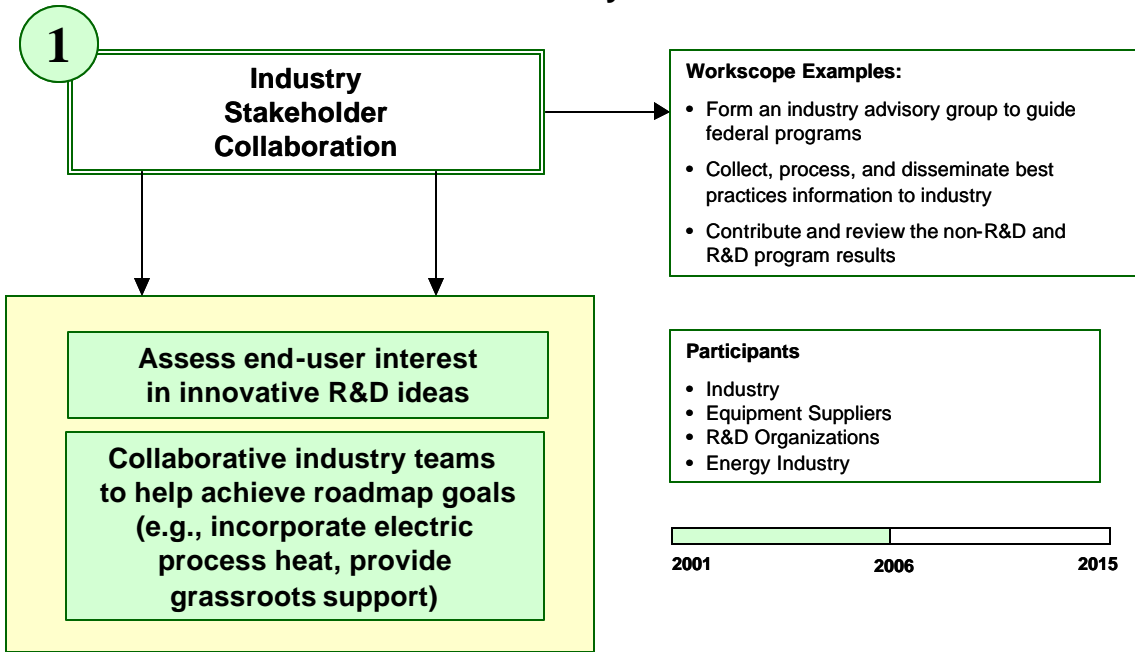 1
Industry
Stakeholder
Collaboration
Workscope Examples:
• Form an industry advisory group to guide
federal programs
• Collect, process, and disseminate best
practices information to industry
• Contribute and review the non-R&D and
R&D program results
Assess end-user interest
in innovative R&D ideas
Collaborative industry teams
to help achieve roadmap goals
(e.g., incorporate electric
process heat, provide
grassroots support)
Participants
• Industry
• Equipment Suppliers
• R&D Organizations
• Energy Industry
2001 2006 2015